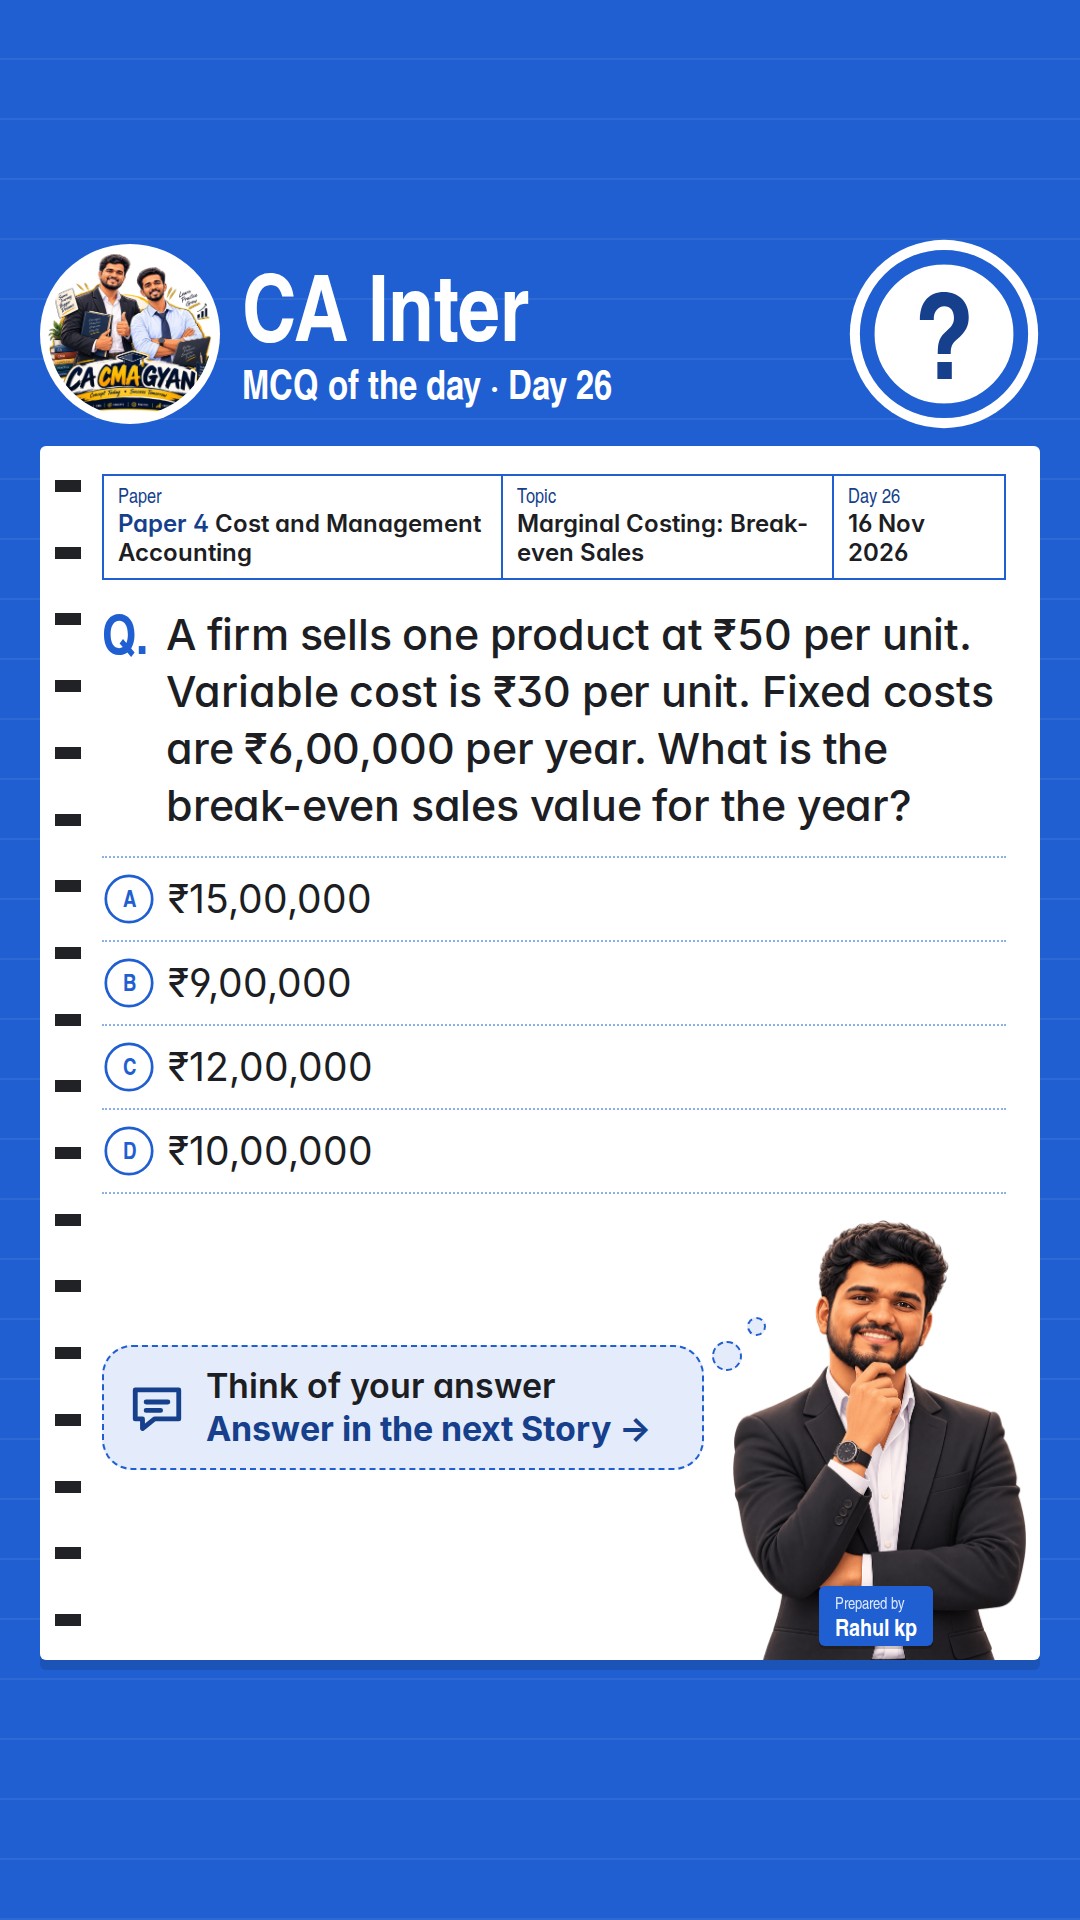 CA CMA GYAN
CA Inter
MCQ of the day · Day 26
?
Paper
Paper 4 Cost and Management
Accounting
Topic
Marginal Costing: Break-
even Sales
Day 26
16 Nov
2026
Q. A firm sells one product at ₹50 per unit.
Variable cost is ₹30 per unit. Fixed costs
are ₹6,00,000 per year. What is the
break-even sales value for the year?
A ₹15,00,000
B ₹9,00,000
C ₹12,00,000
D ₹10,00,000
Think of your answer
Answer in the next Story →
Prepared by
Rahul kp